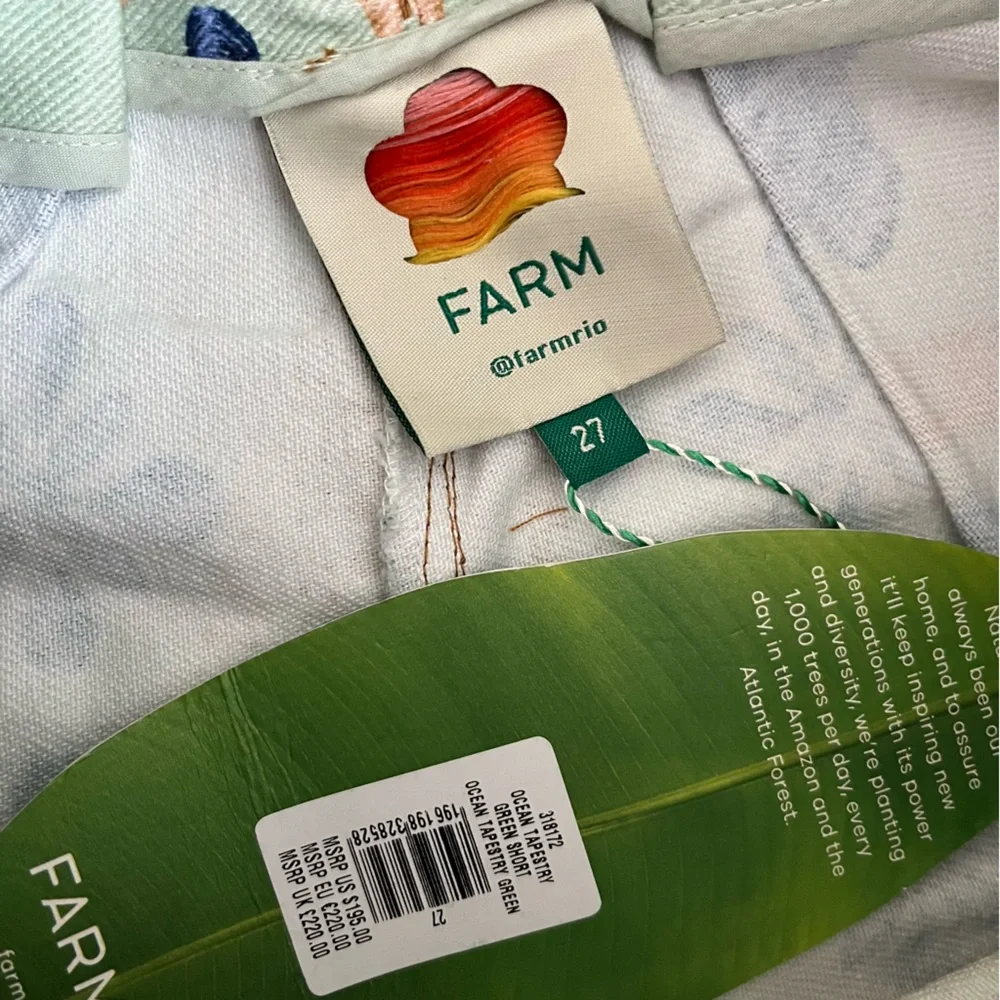 FARM
@farmrio
27
always been our
home, and to assure
it'll keep inspiring new
generations with its power
and diversity, we're planting
1,000 trees per day, every
day, in the Amazon and the
Atlantic Forest.
318172
OCEAN TAPESTRY
GREEN SHORT
OCEAN TAPESTRY GREEN
27
196198328528
MSRP US $195.00
MSRP EU €220.00
MSRP UK £220.00
FARM
farm